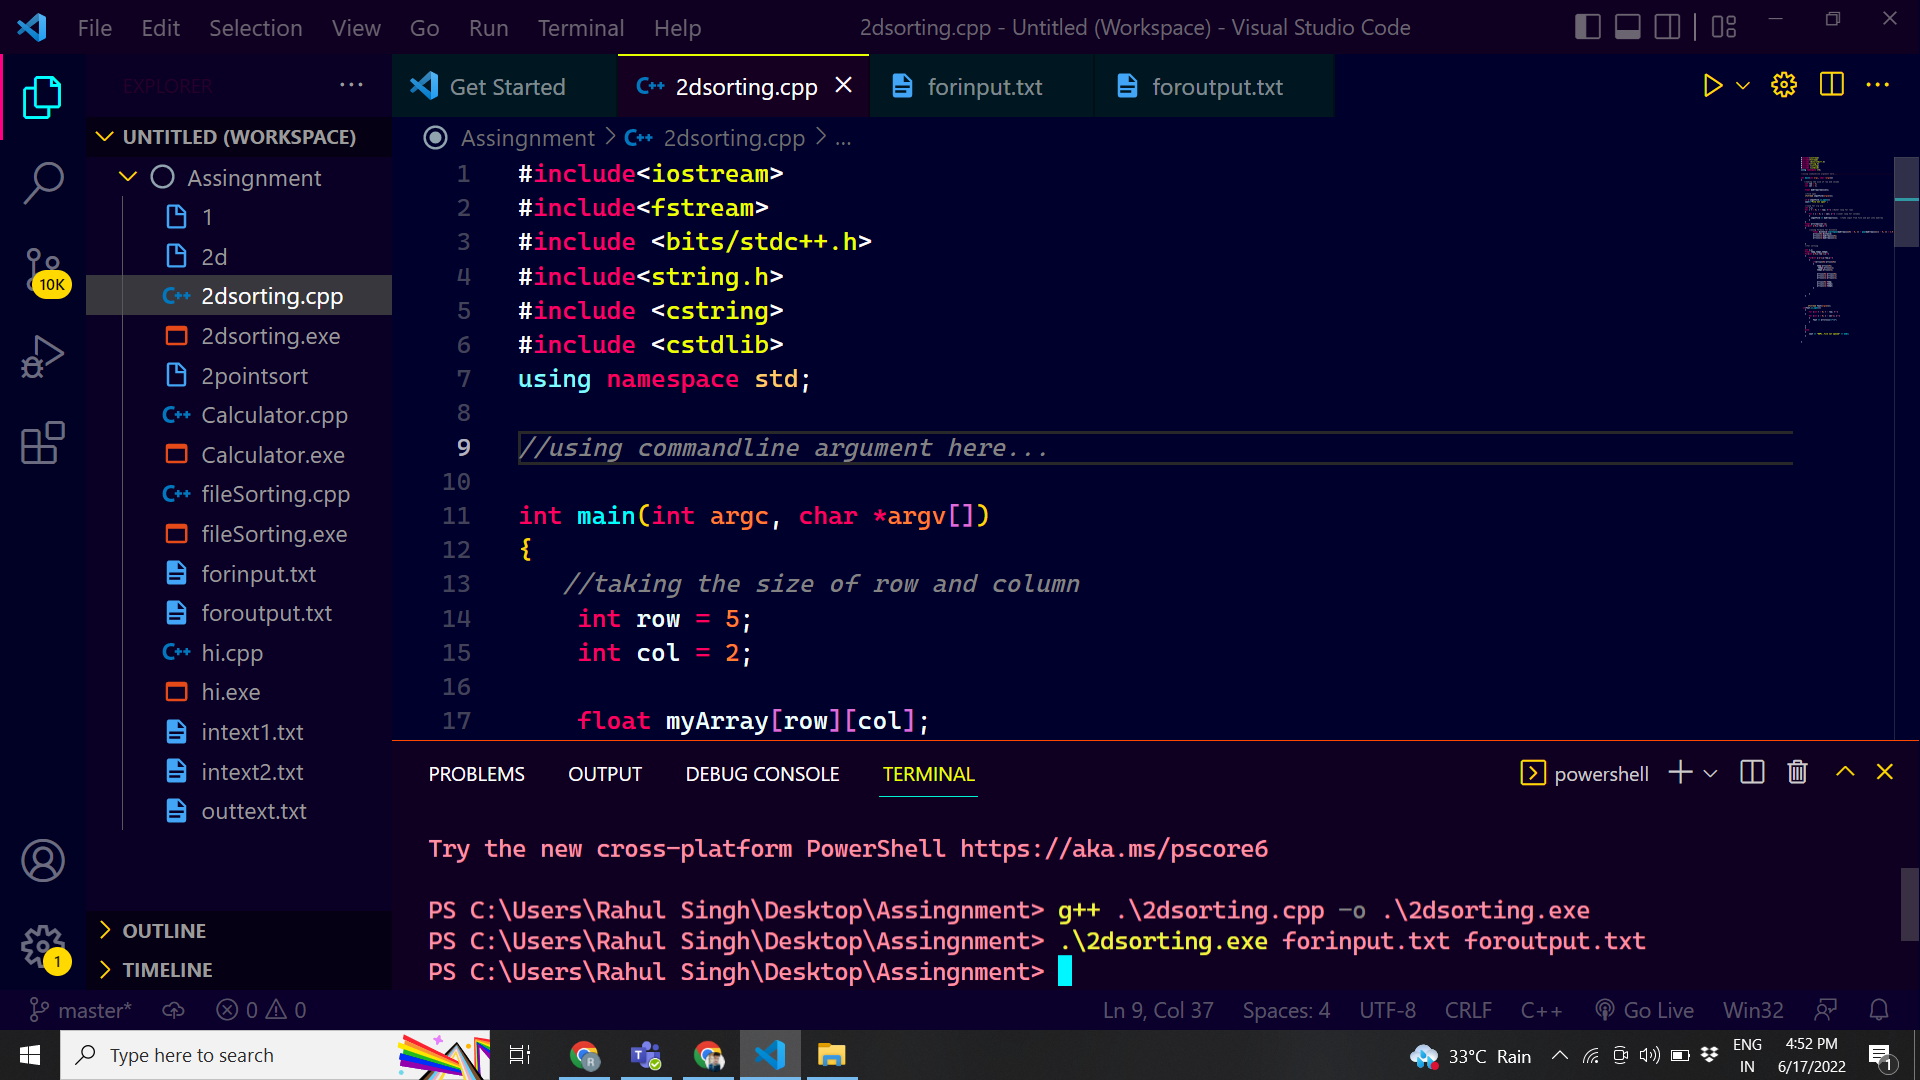 File Edit Selection View Go Run Terminal Help 2dsorting.cpp - Untitled (Workspace) - Visual Studio Code
EXPLORER
Get Started
2dsorting.cpp
forinput.txt
foroutput.txt
UNTITLED (WORKSPACE)
Assingnment
1
2d
C++ 2dsorting.cpp
2dsorting.exe
2pointsort
C++ Calculator.cpp
Calculator.exe
C++ fileSorting.cpp
fileSorting.exe
forinput.txt
foroutput.txt
C++ hi.cpp
hi.exe
intext1.txt
intext2.txt
outtext.txt
OUTLINE
TIMELINE
10K
1
Assingnment > C++ 2dsorting.cpp > ...
1 #include<iostream>
2 #include<fstream>
3 #include <bits/stdc++.h>
4 #include<string.h>
5 #include <cstring>
6 #include <cstdlib>
7 using namespace std;
8
9 //using commandline argument here...
10
11 int main(int argc, char *argv[])
12 {
13 //taking the size of row and column
14 int row = 5;
15 int col = 2;
16
17 float myArray[row][col];
PROBLEMS OUTPUT DEBUG CONSOLE TERMINAL powershell
Try the new cross-platform PowerShell https://aka.ms/pscore6
PS C:\Users\Rahul Singh\Desktop\Assingnment> g++ .\2dsorting.cpp -o .\2dsorting.exe
PS C:\Users\Rahul Singh\Desktop\Assingnment> .\2dsorting.exe forinput.txt foroutput.txt
PS C:\Users\Rahul Singh\Desktop\Assingnment>
master* 0 0 Ln 9, Col 37 Spaces: 4 UTF-8 CRLF C++ Go Live Win32
Type here to search
33°C Rain
ENG
IN
4:52 PM
6/17/2022
1